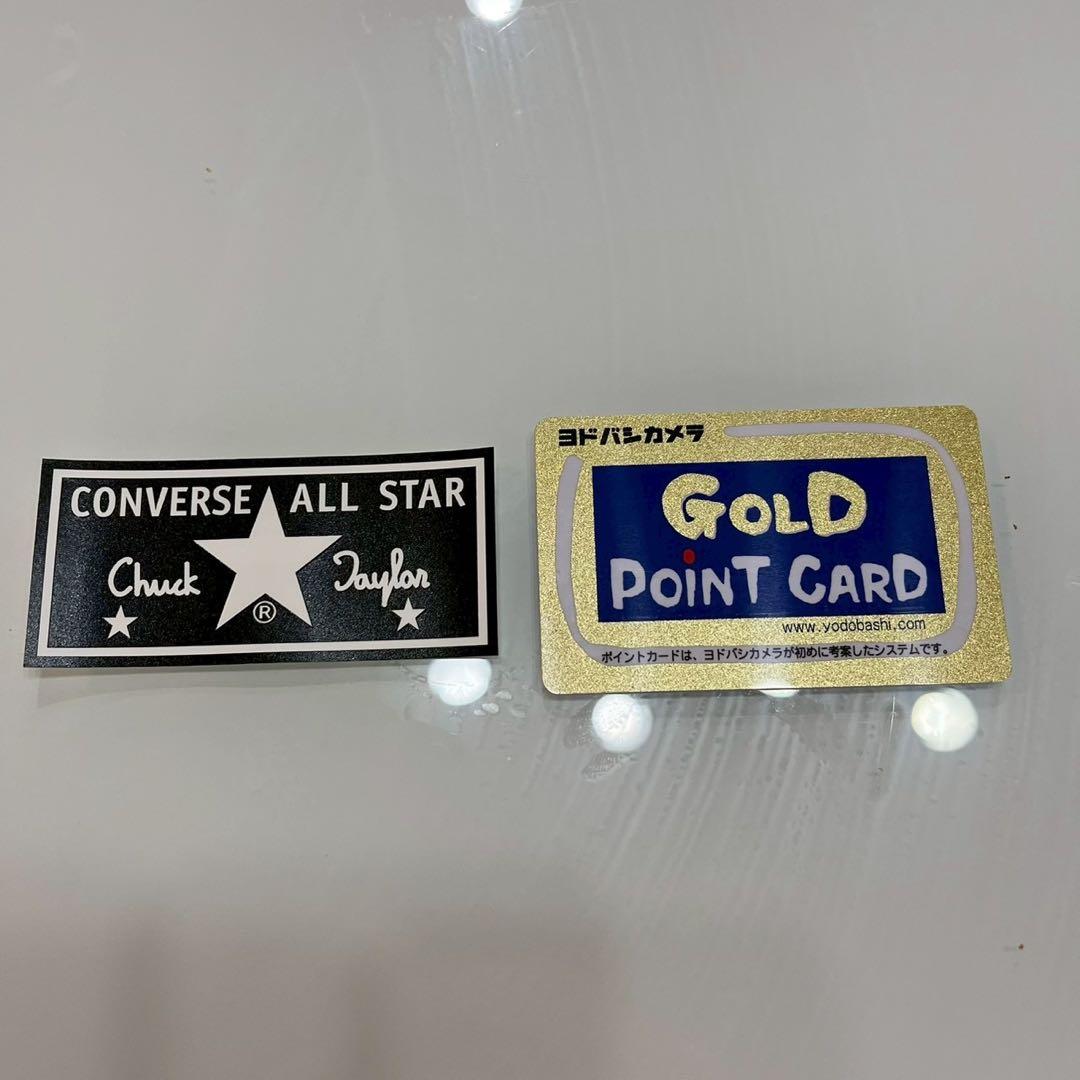 CONVERSE ALL STAR
Chuck Taylor
®
ヨドバシカメラ
GOLD
POINT CARD
www.yodobashi.com
ポイントカードは、ヨドバシカメラが初めに考案したシステムです。